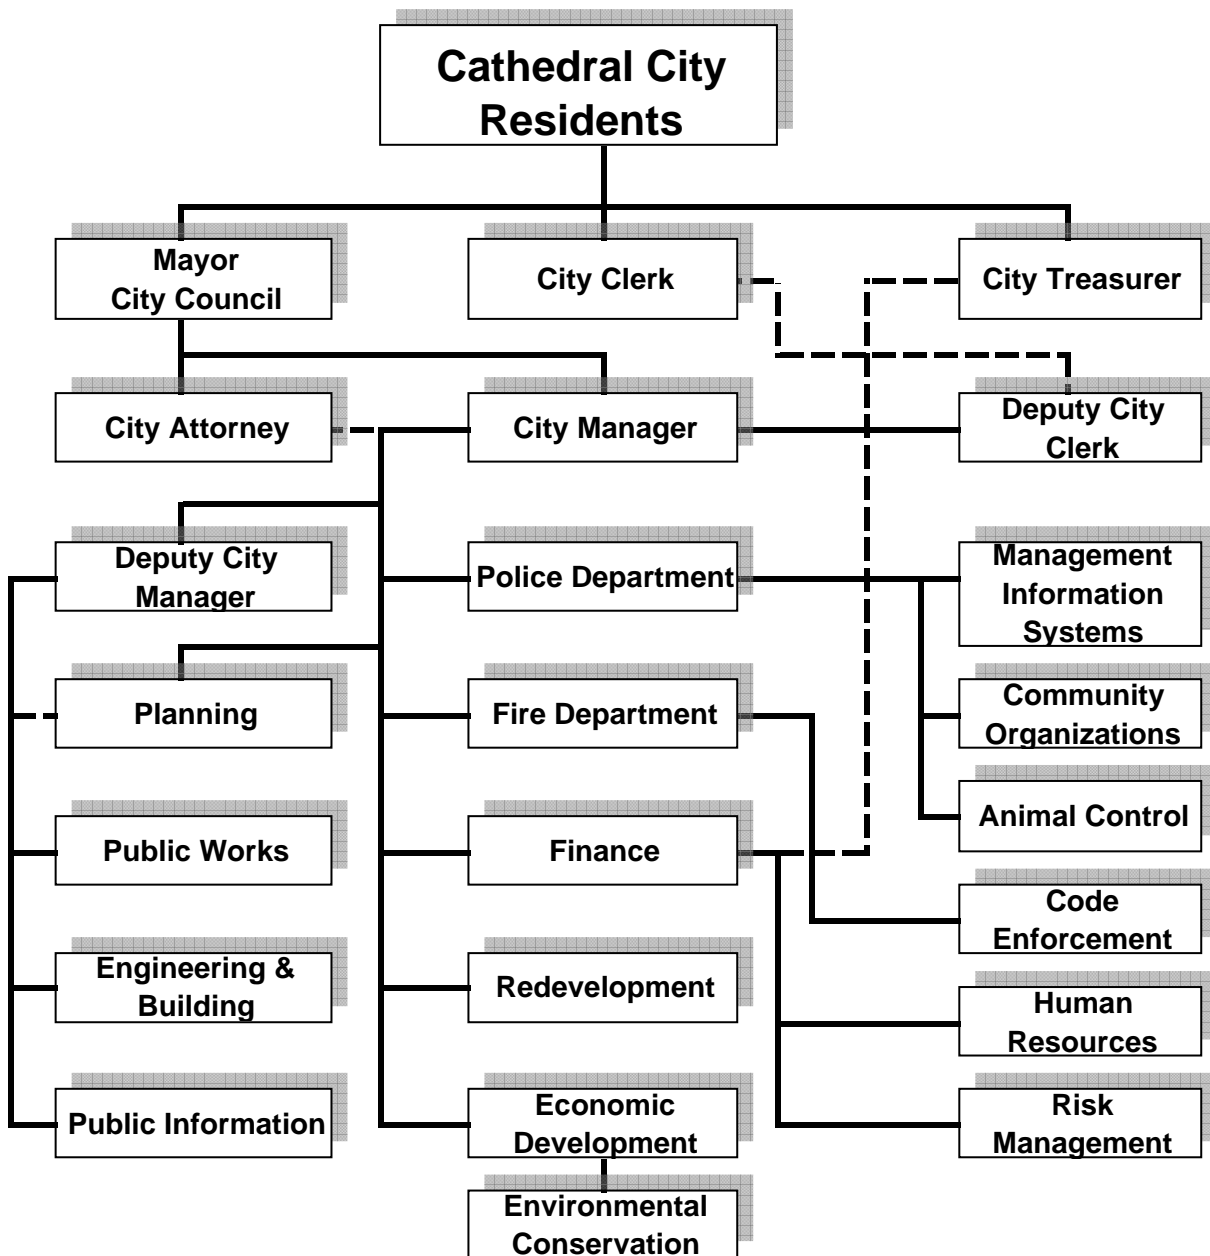 Cathedral City
Residents
Mayor
City Council
City Clerk
City Treasurer
City Attorney
City Manager
Deputy City
Clerk
Deputy City
Manager
Police Department
Management
Information
Systems
Planning
Fire Department
Community
Organizations
Public Works
Finance
Animal Control
Code
Enforcement
Engineering &
Building
Redevelopment
Human
Resources
Public Information
Economic
Development
Risk
Management
Environmental
Conservation